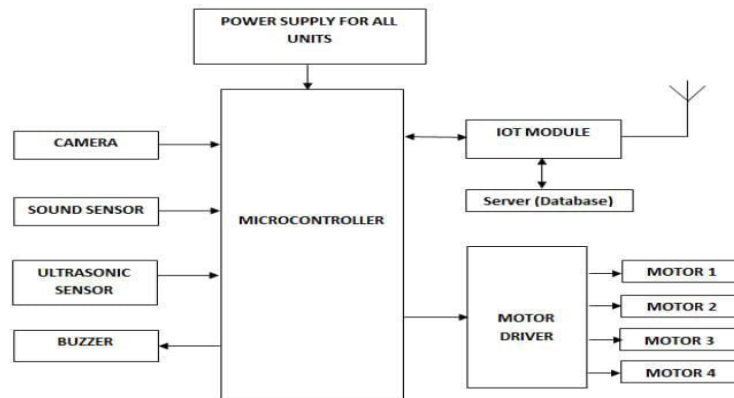 POWER SUPPLY FOR ALL
UNITS
CAMERA
SOUND SENSOR
ULTRASONIC
SENSOR
BUZZER
MICROCONTROLLER
IOT MODULE
Server (Database)
MOTOR
DRIVER
MOTOR 1
MOTOR 2
MOTOR 3
MOTOR 4